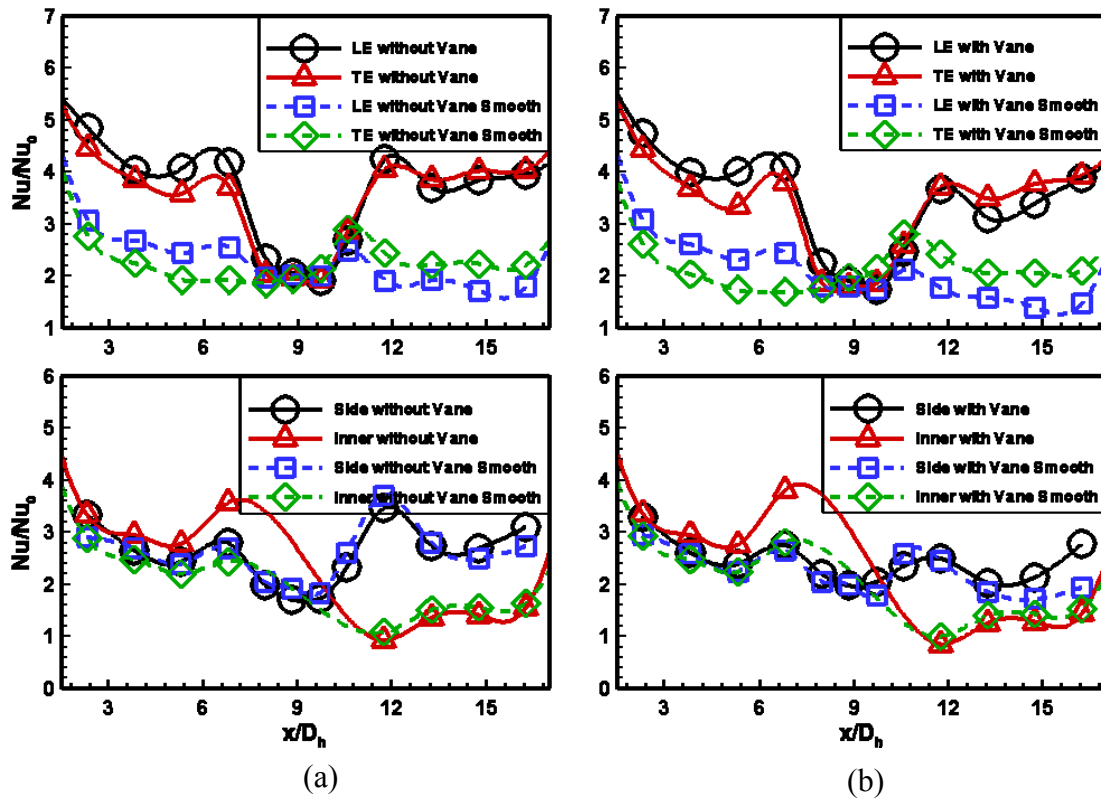 7
6
5
4
3
2
1
Nu/Nu0
LE without Vane
TE without Vane
LE without Vane Smooth
TE without Vane Smooth
3 6 9 12 15
LE with Vane
TE with Vane
LE with Vane Smooth
TE with Vane Smooth
7
6
5
4
3
2
1
3 6 9 12 15
6
5
4
3
2
1
0
Nu/Nu0
Side without Vane
Inner without Vane
Side without Vane Smooth
Inner without Vane Smooth
3 6 9 12 15
x/Dh
(a)
6
5
4
3
2
1
0
Side with Vane
Inner with Vane
Side with Vane Smooth
Inner with Vane Smooth
3 6 9 12 15
x/Dh
(b)